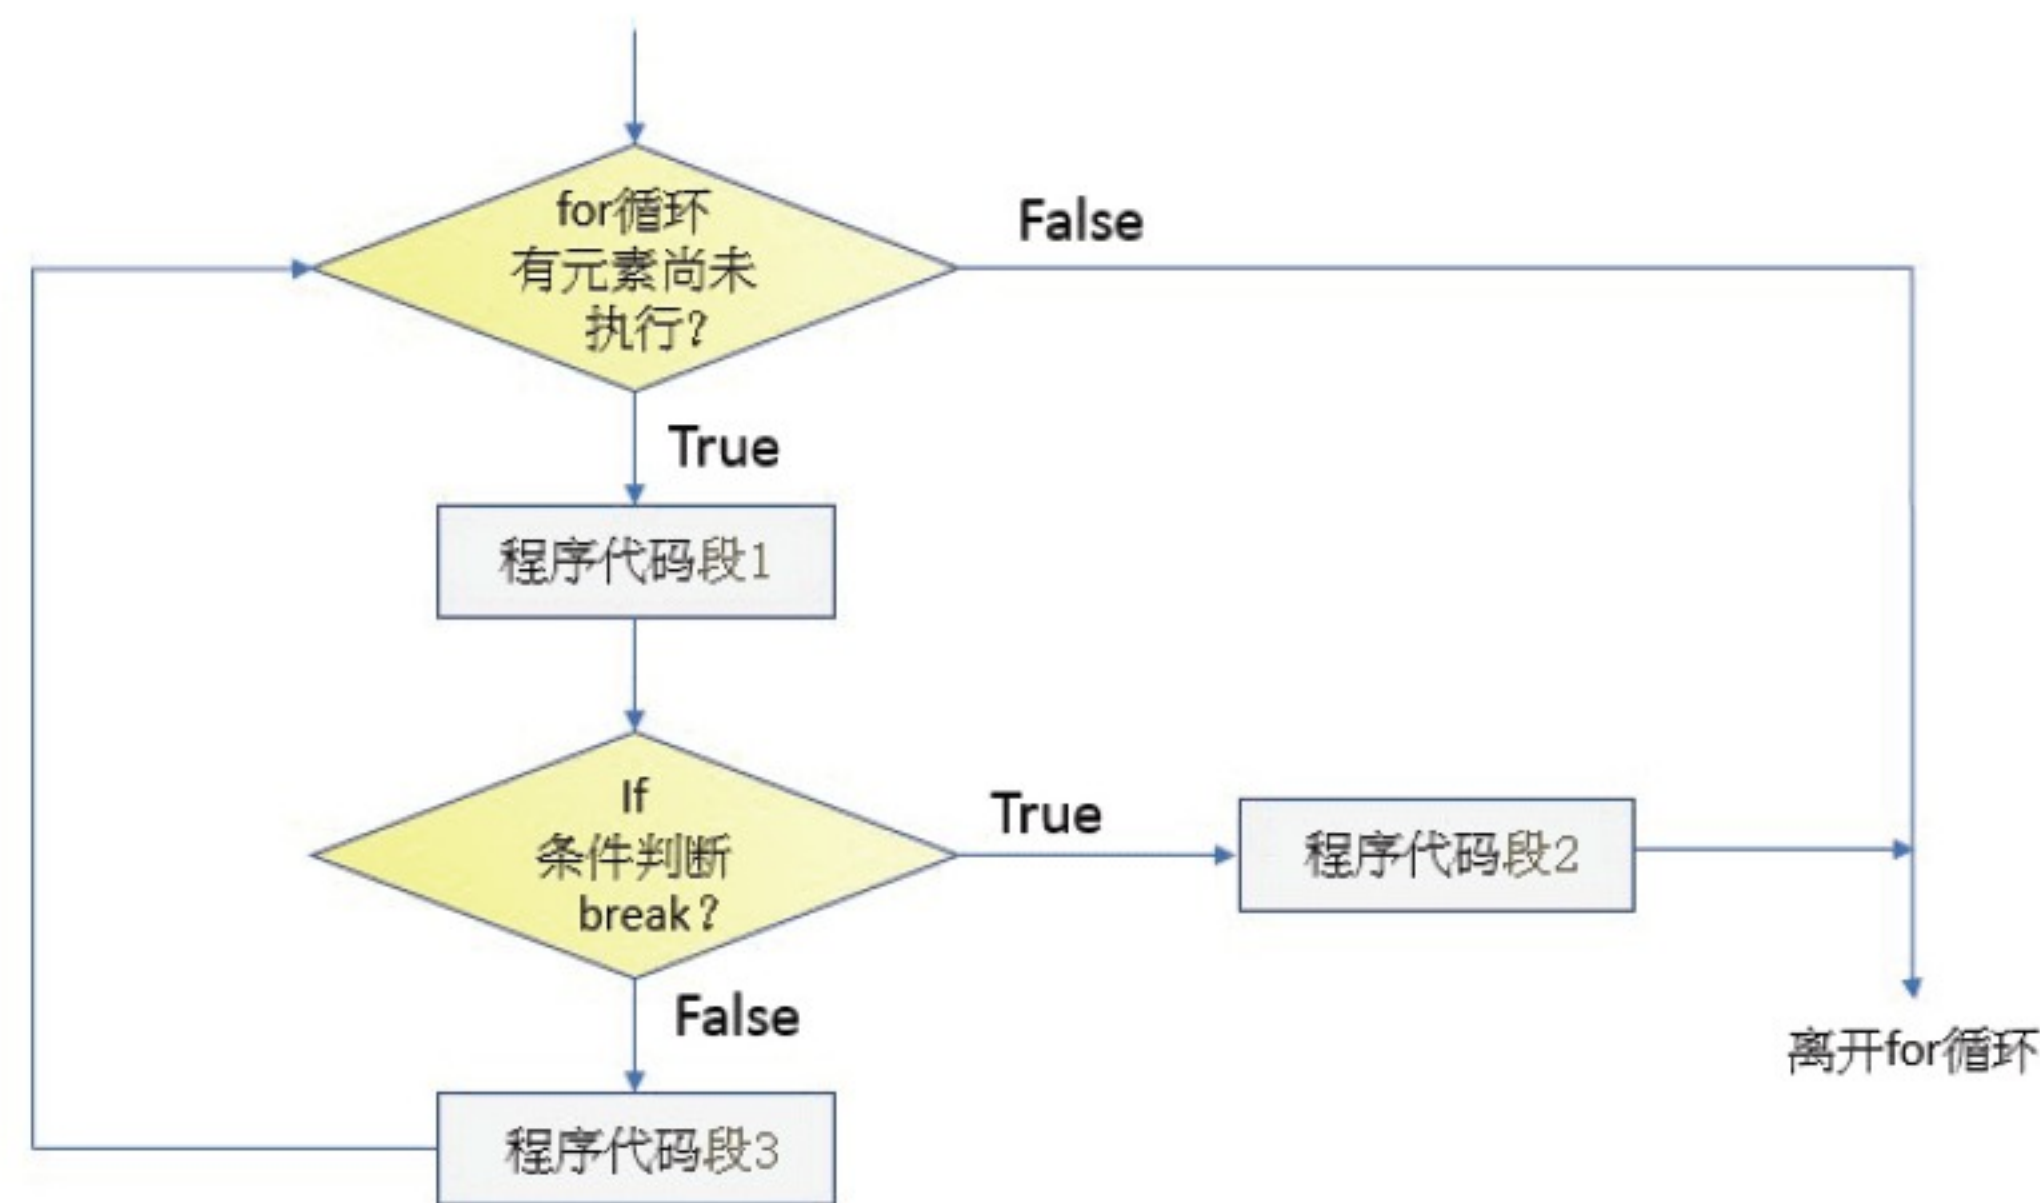 for循环
有元素尚未
执行？
False
True
程序代码段1
If
条件判断
break？
True
程序代码段2
False
离开for循环
程序代码段3